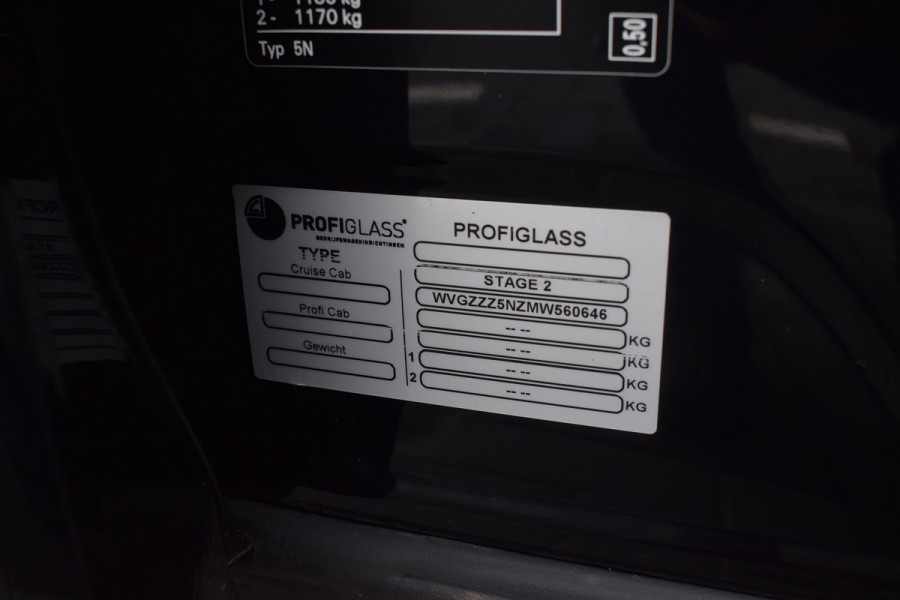 2- 1170 kg
Typ 5N
0,50
PROFIGLASS®
BEDRIJFSWAGENINRICHTINGEN
TYPE
Cruise Cab
Profi Cab
Gewicht
PROFIGLASS
STAGE 2
WVGZZZ5NZMW560646
-- -- KG
-- -- KG
1 -- -- KG
2 -- -- KG